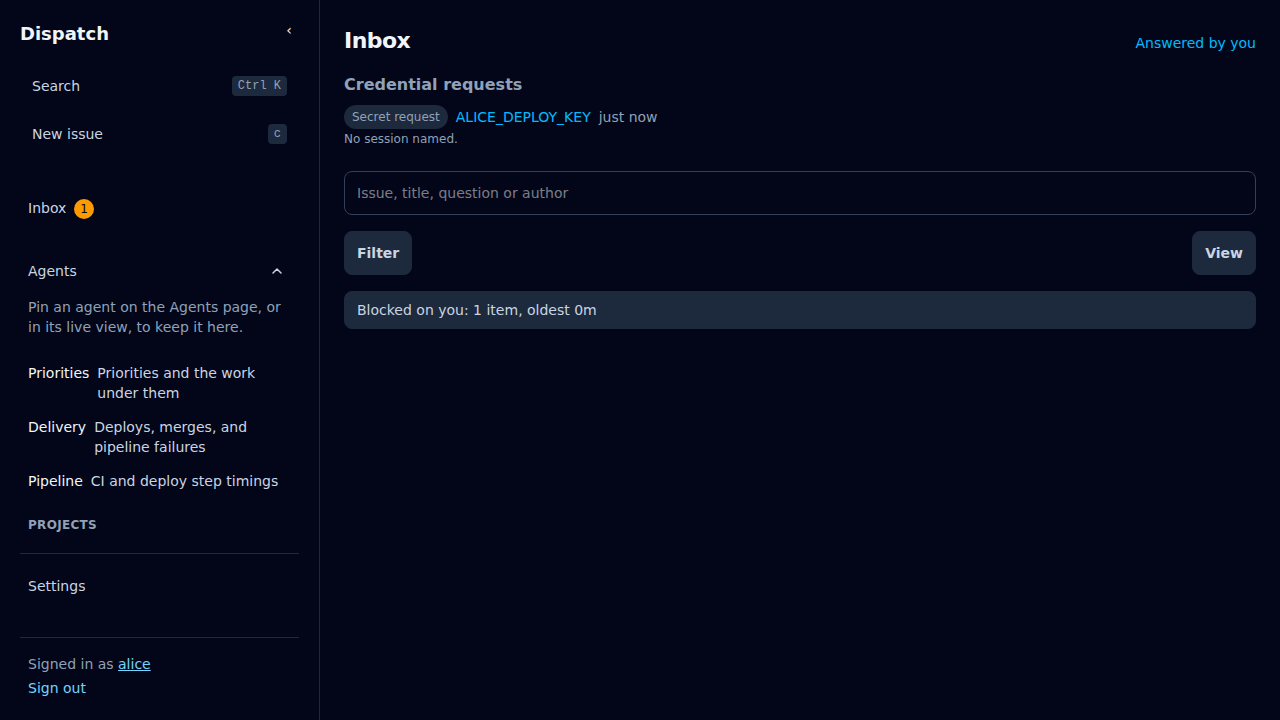 Dispatch
‹
Search Ctrl K
New issue c
Inbox 1
Agents
Pin an agent on the Agents page, or
in its live view, to keep it here.
Priorities Priorities and the work
under them
Delivery Deploys, merges, and
pipeline failures
Pipeline CI and deploy step timings
PROJECTS
Settings
Signed in as alice
Sign out
Inbox
Answered by you
Credential requests
Secret request ALICE_DEPLOY_KEY just now
No session named.
Issue, title, question or author
Filter
View
Blocked on you: 1 item, oldest 0m